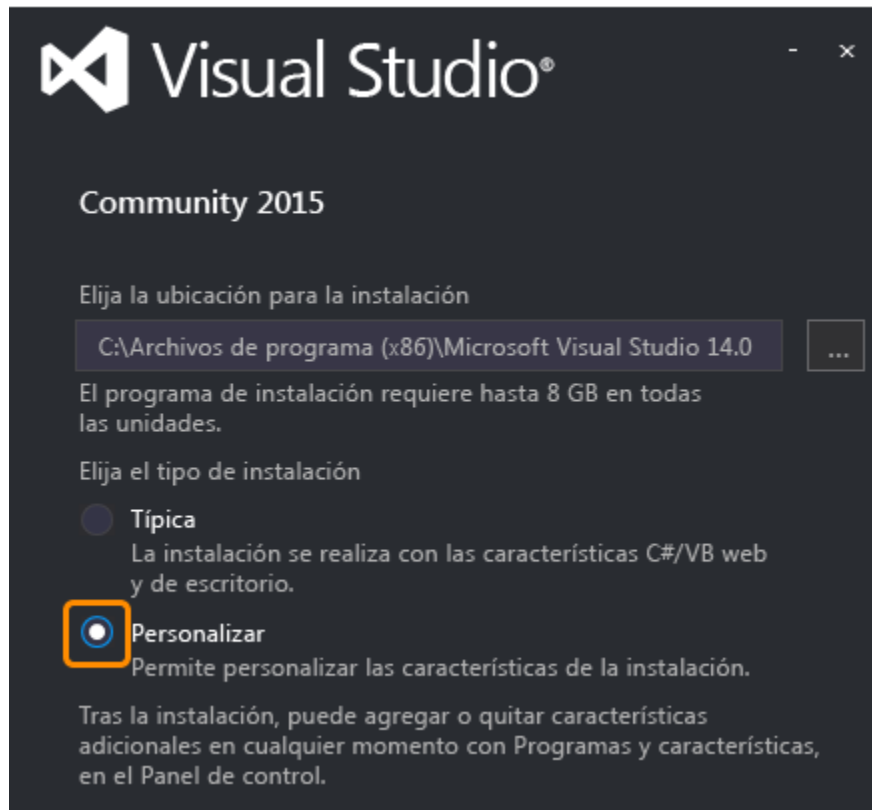 Visual Studio®
Community 2015
Elija la ubicación para la instalación
C:\Archivos de programa (x86)\Microsoft Visual Studio 14.0
...
El programa de instalación requiere hasta 8 GB en todas
las unidades.
Elija el tipo de instalación
Típica
La instalación se realiza con las características C#/VB web
y de escritorio.
Personalizar
Permite personalizar las características de la instalación.
Tras la instalación, puede agregar o quitar características
adicionales en cualquier momento con Programas y características,
en el Panel de control.